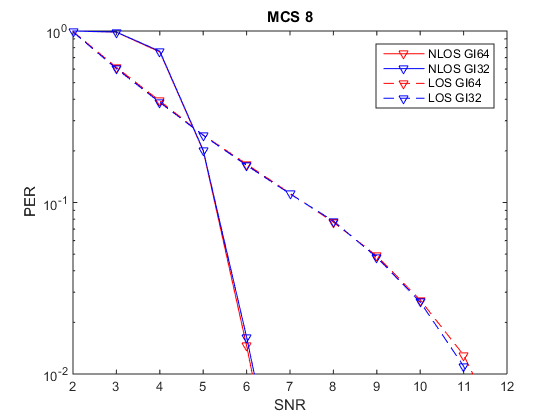 MCS 8
10^0
10^-1
10^-2
PER
NLOS GI64
NLOS GI32
LOS GI64
LOS GI32
2 3 4 5 6 7 8 9 10 11 12
SNR